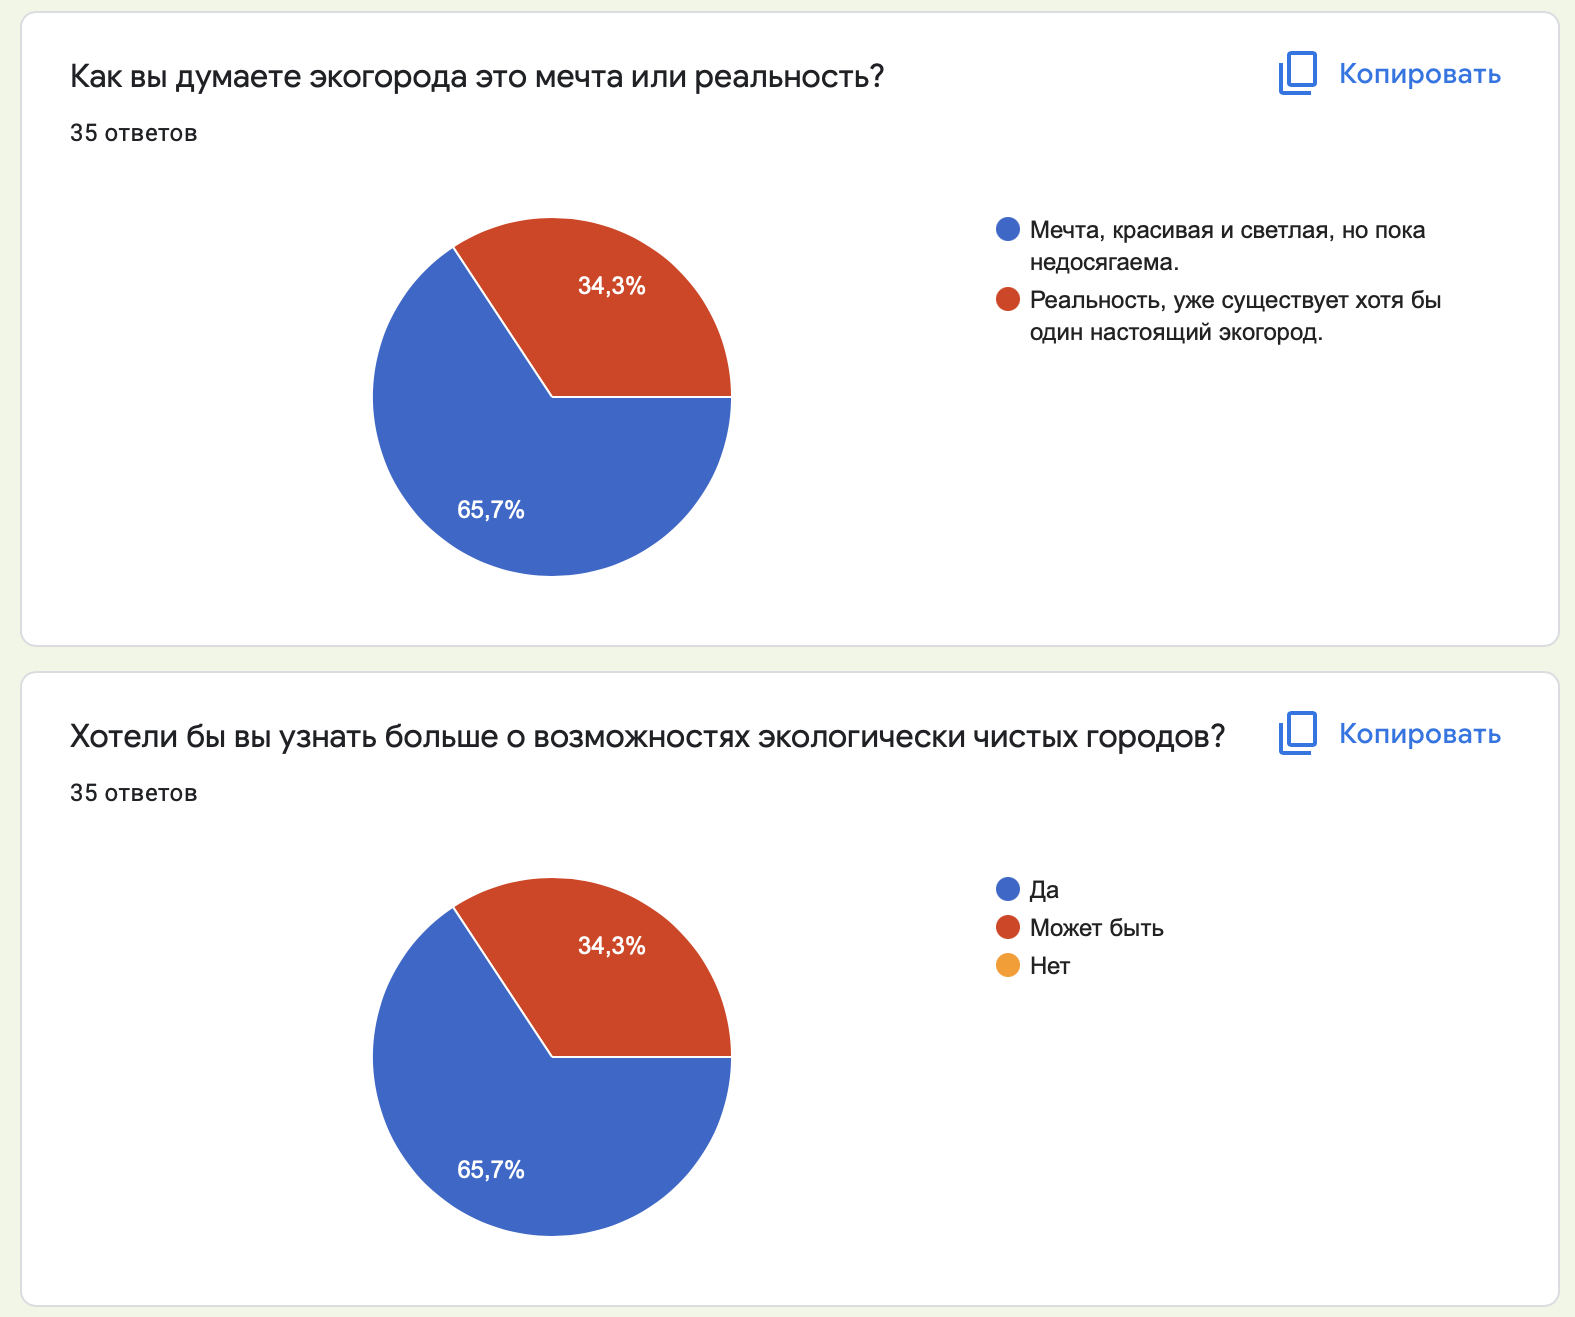 Как вы думаете экогорода это мечта или реальность?
Копировать
35 ответов
Мечта, красивая и светлая, но пока
недосягаема.
Реальность, уже существует хотя бы
один настоящий экогород.
34,3%
65,7%
Хотели бы вы узнать больше о возможностях экологически чистых городов?
Копировать
35 ответов
Да
Может быть
Нет
34,3%
65,7%